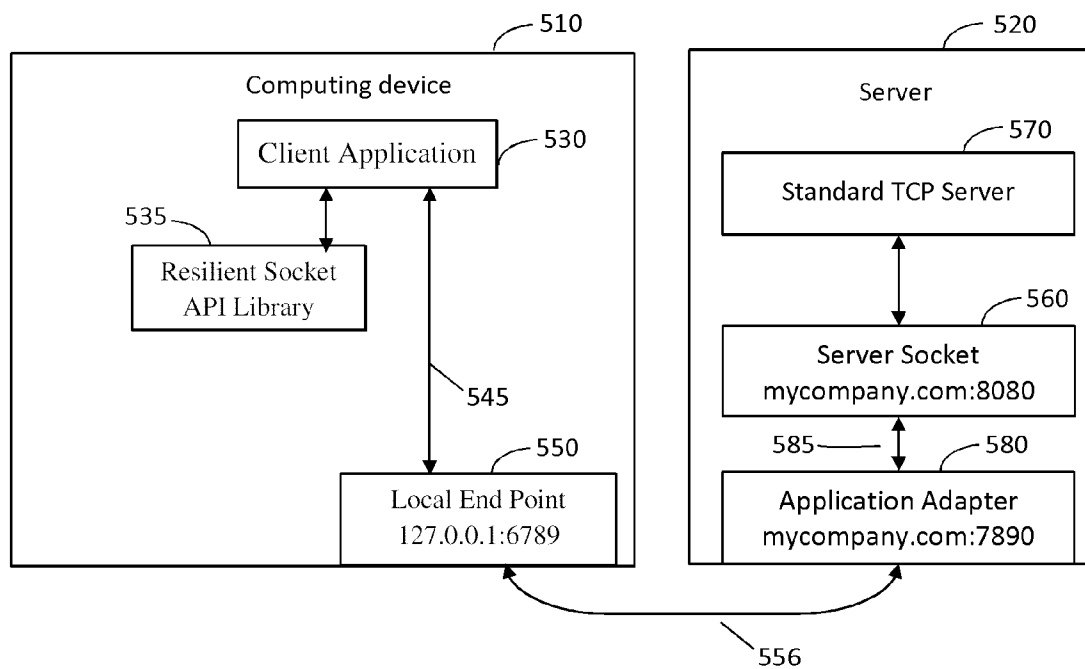 510
Computing device
Client Application
530
535
Resilient Socket
API Library
545
550
Local End Point
127.0.0.1:6789
520
Server
570
Standard TCP Server
560
Server Socket
mycompany.com:8080
585
580
Application Adapter
mycompany.com:7890
556